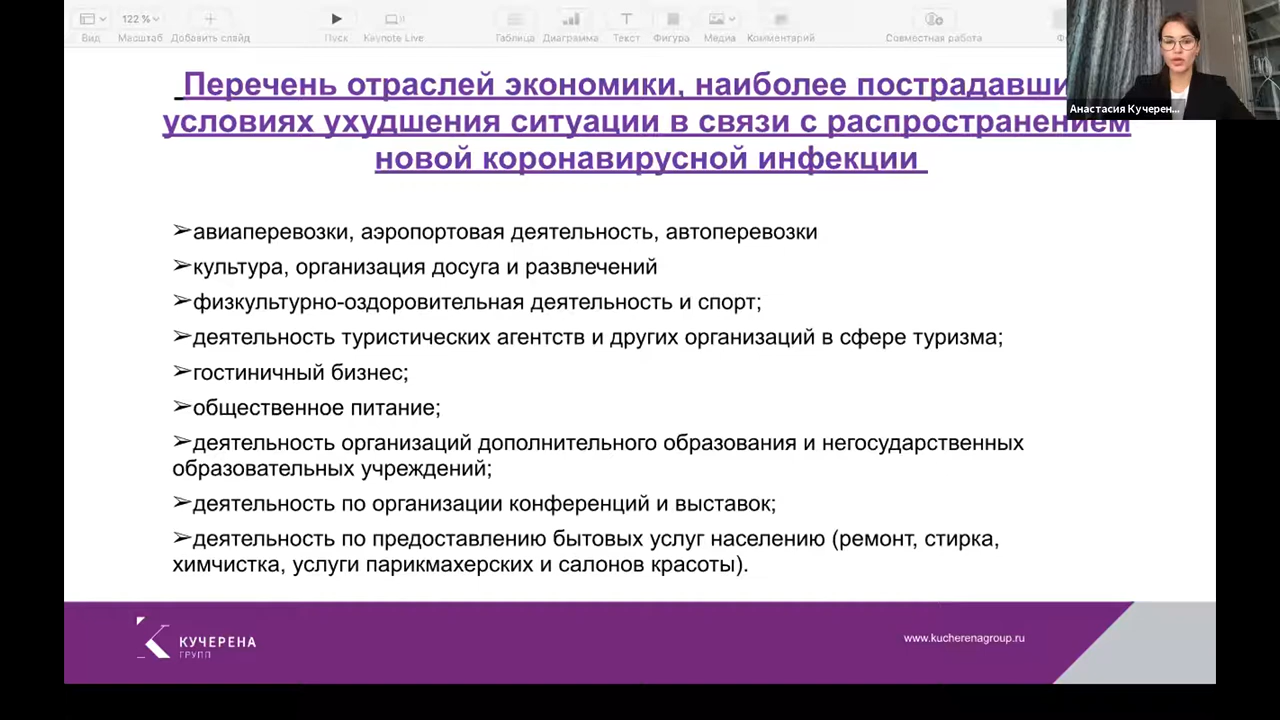 122 %
Вид
Масштаб
Добавить слайд
Пуск
Keynote Live
Таблица
Диаграмма
Текст
Фигура
Медиа
Комментарий
Совместная работа
Анастасия Кучерен...
Перечень отраслей экономики, наиболее пострадавши
условиях ухудшения ситуации в связи с распространением
новой коронавирусной инфекции
➢авиаперевозки, аэропортовая деятельность, автоперевозки
➢культура, организация досуга и развлечений
➢физкультурно-оздоровительная деятельность и спорт;
➢деятельность туристических агентств и других организаций в сфере туризма;
➢гостиничный бизнес;
➢общественное питание;
➢деятельность организаций дополнительного образования и негосударственных
образовательных учреждений;
➢деятельность по организации конференций и выставок;
➢деятельность по предоставлению бытовых услуг населению (ремонт, стирка,
химчистка, услуги парикмахерских и салонов красоты).
КУЧЕРЕНА
ГРУПП
www.kucherenagroup.ru